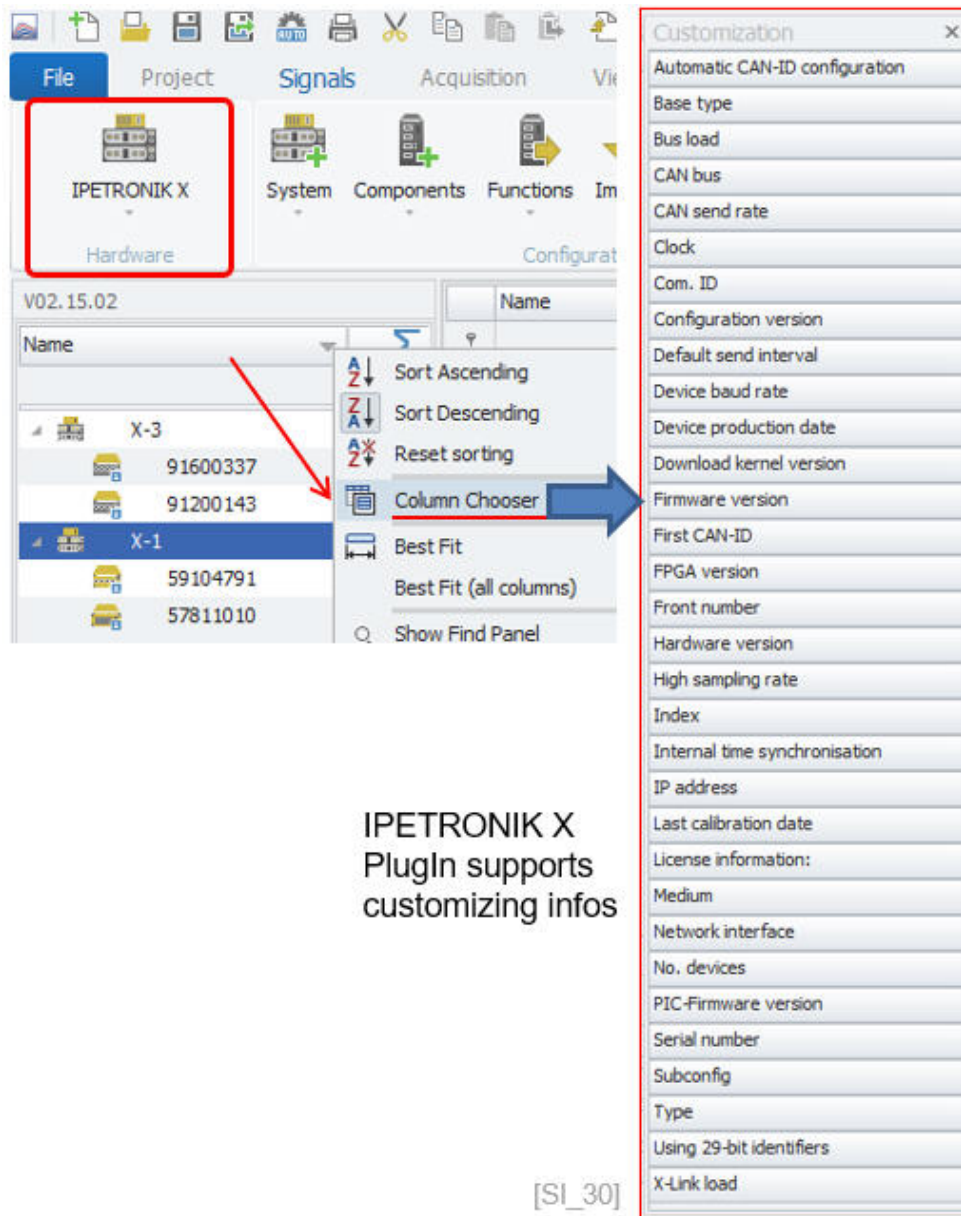 File
Project
Signals
Acquisition
AUTO
IPETRONIK X
System
Components
Functions
Hardware
V02.15.02
Name
Name
X-3
91600337
91200143
X-1
59104791
57811010
Sort Ascending
Sort Descending
Reset sorting
Column Chooser
Best Fit
Best Fit (all columns)
Show Find Panel
IPETRONIK X
PlugIn supports
customizing infos
[SI_30]
Customization
Automatic CAN-ID configuration
Base type
Bus load
CAN bus
CAN send rate
Clock
Com. ID
Configuration version
Default send interval
Device baud rate
Device production date
Download kernel version
Firmware version
First CAN-ID
FPGA version
Front number
Hardware version
High sampling rate
Index
Internal time synchronisation
IP address
Last calibration date
License information:
Medium
Network interface
No. devices
PIC-Firmware version
Serial number
Subconfig
Type
Using 29-bit identifiers
X-Link load